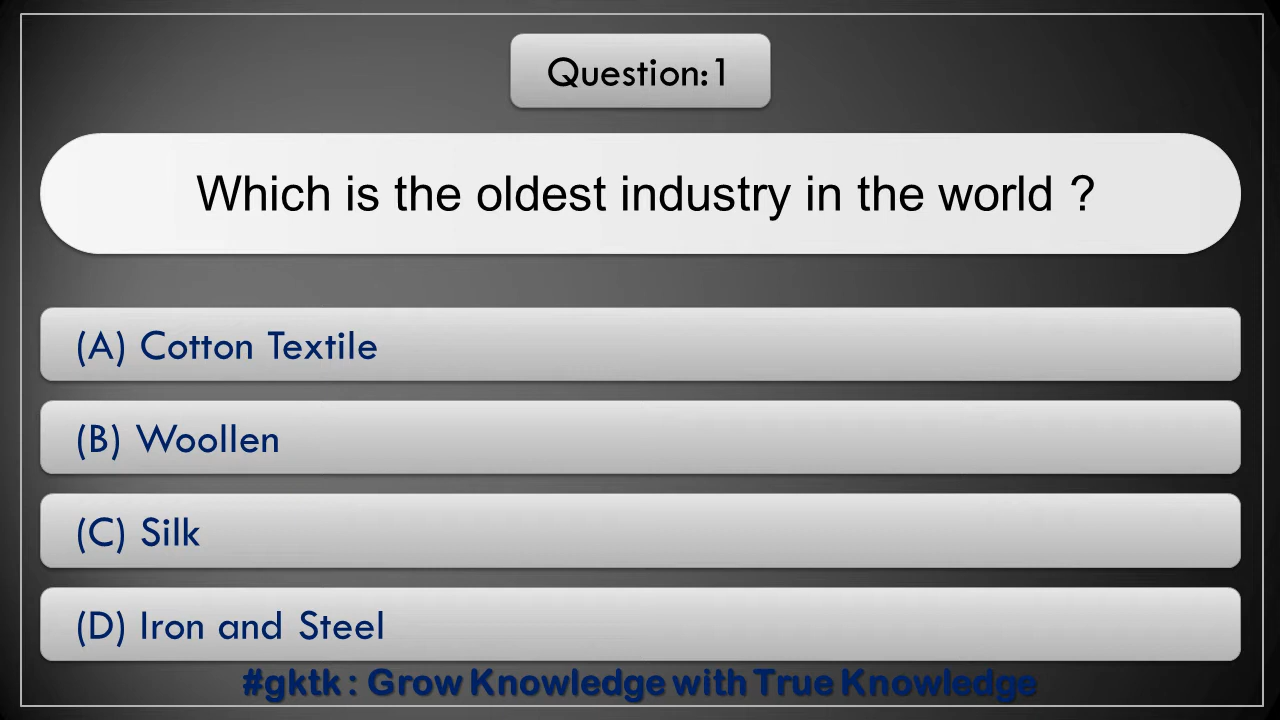 Question:1
Which is the oldest industry in the world ?
(A) Cotton Textile
(B) Woollen
(C) Silk
(D) Iron and Steel
#gktk : Grow Knowledge with True Knowledge